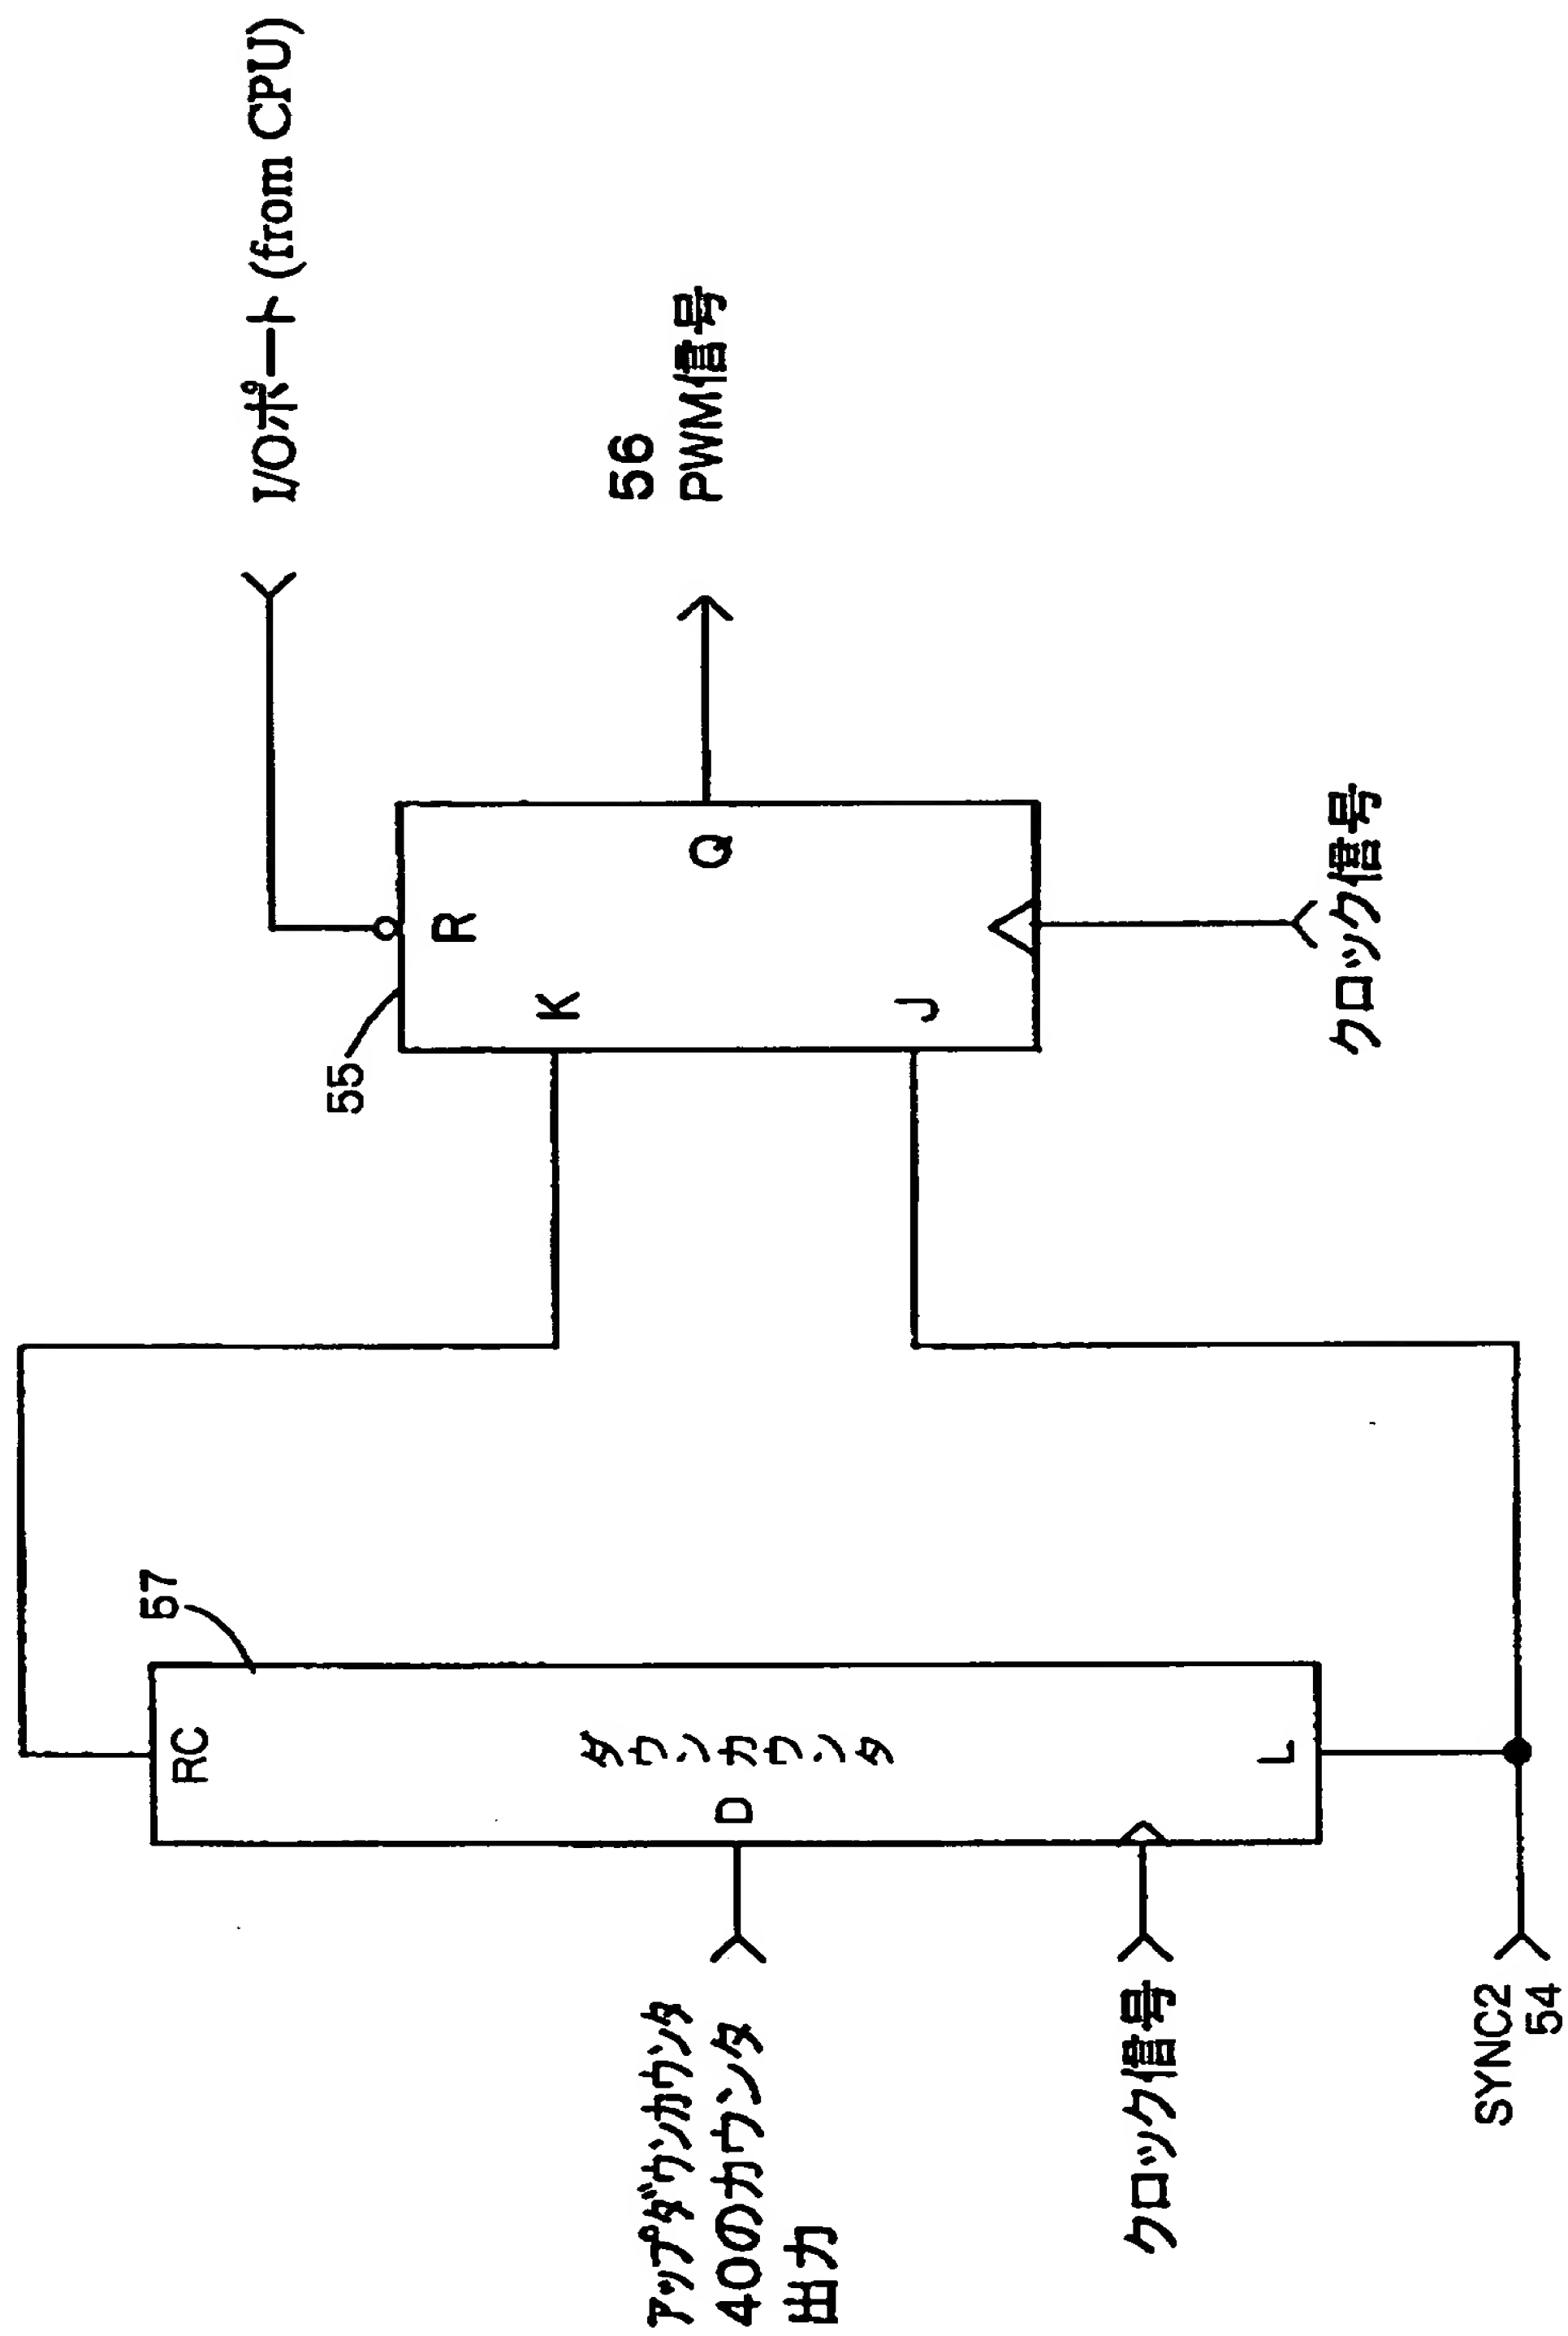 I/Oポート (from CPU)
57
55
RC
R
K
56
PWM信号
Q
ダウンカウンタ
D
アップダウンカウンタ
40のカウンタ
出力
J
クロック信号
L
クロック信号
SYNC2
54